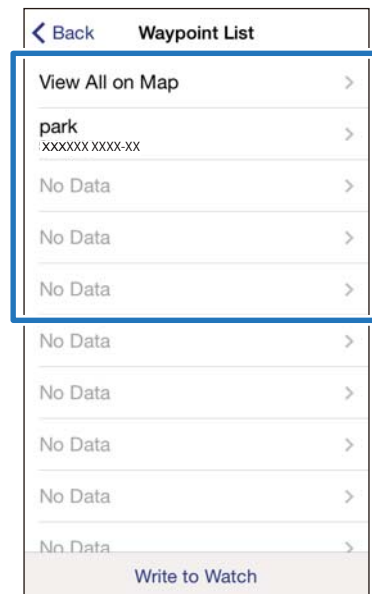 Back Waypoint List
View All on Map
park
xxxxxx xxxx-xx
No Data
No Data
No Data
No Data
No Data
No Data
No Data
No Data
Write to Watch